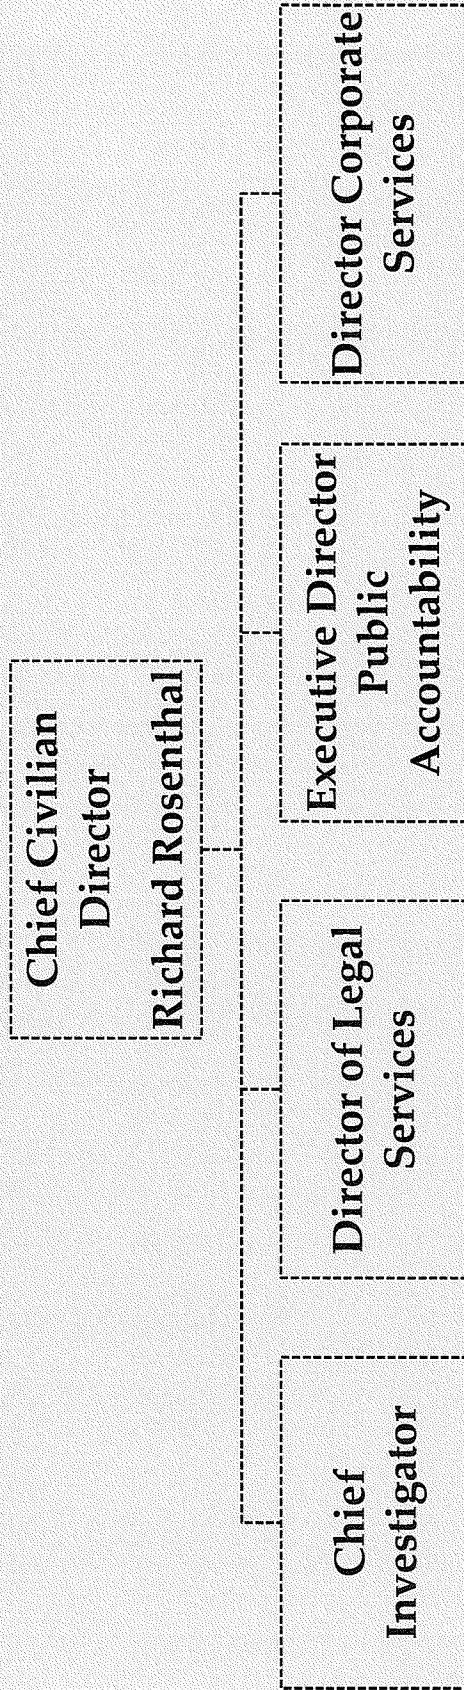 Chief Civilian
Director
Richard Rosenthal
Chief
Investigator
Director of Legal
Services
Executive Director
Public
Accountability
Director Corporate
Services